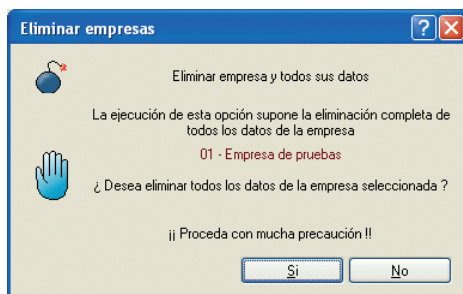 Eliminar empresas
Eliminar empresa y todos sus datos
La ejecución de esta opción supone la eliminación completa de
todos los datos de la empresa
01 - Empresa de pruebas
¿ Desea eliminar todos los datos de la empresa seleccionada ?
¡¡ Proceda con mucha precaución !!
Si
No